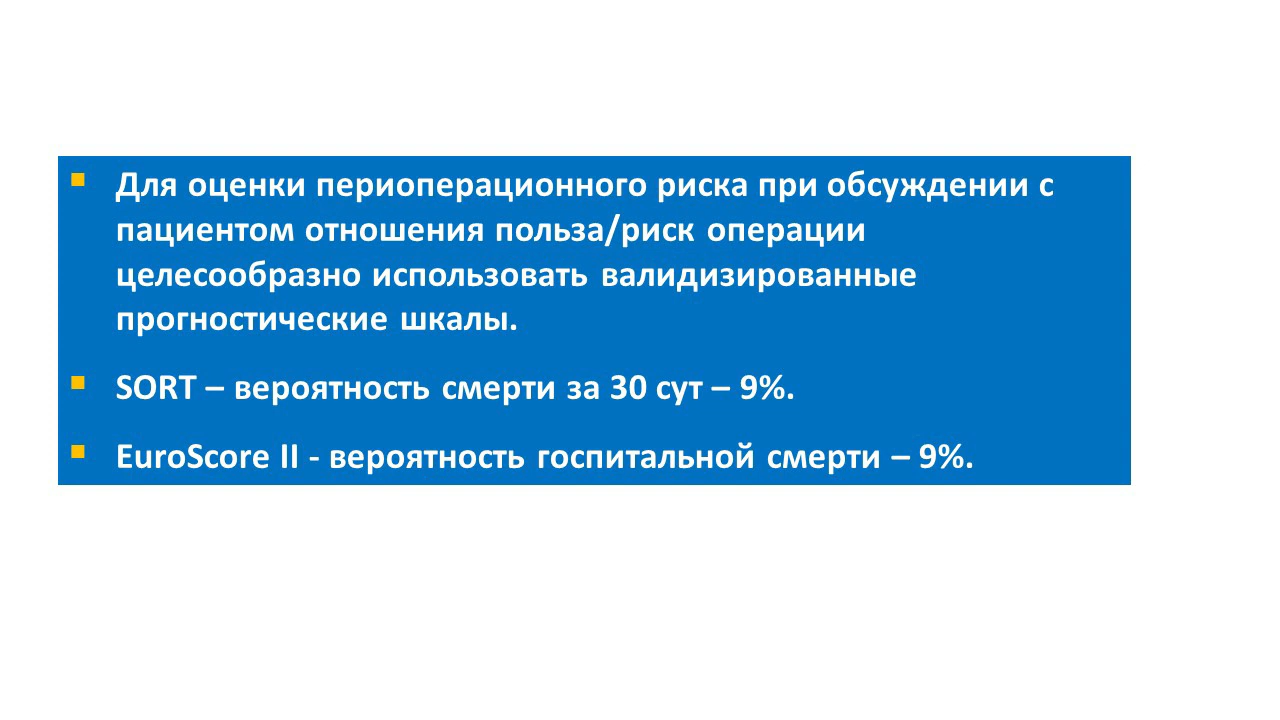 Для оценки периоперационного риска при обсуждении с
пациентом отношения польза/риск операции
целесообразно использовать валидизированные
прогностические шкалы.
SORT – вероятность смерти за 30 сут – 9%.
EuroScore II - вероятность госпитальной смерти – 9%.